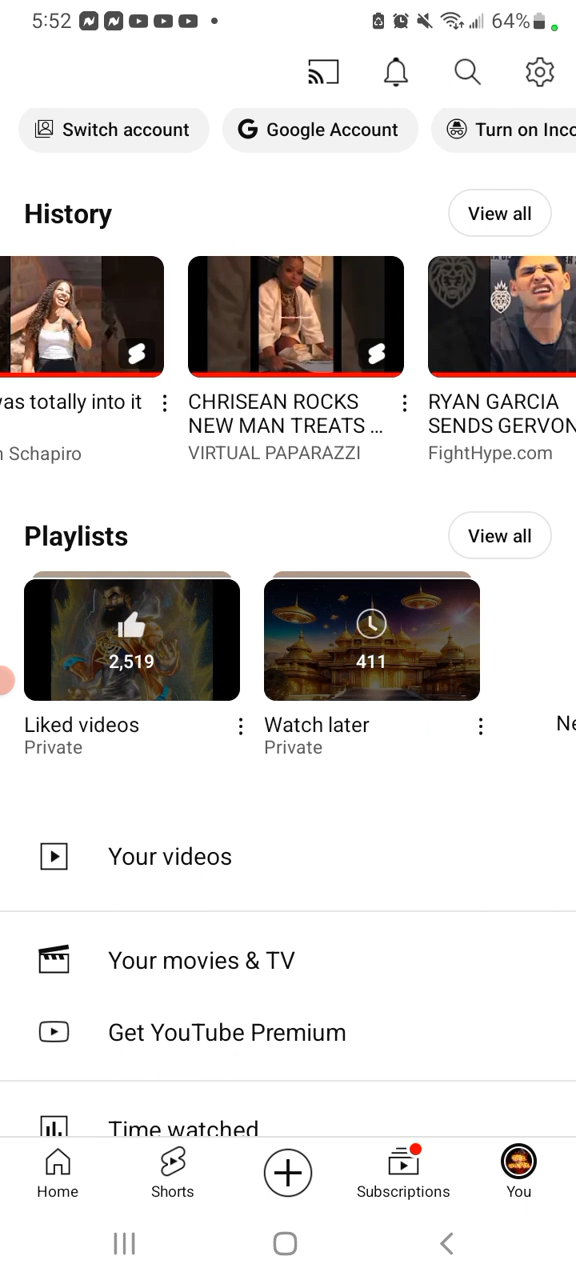 5:52
64%
Switch account
Google Account
Turn on Inco
History
View all
was totally into it
Schapiro
CHRISEAN ROCKS
NEW MAN TREATS ...
VIRTUAL PAPARAZZI
RYAN GARCIA
SENDS GERVON
FightHype.com
Playlists
View all
2,519
411
Liked videos
Private
Watch later
Private
Ne
Your videos
Your movies & TV
Get YouTube Premium
Time watched
Home
Shorts
Subscriptions
You